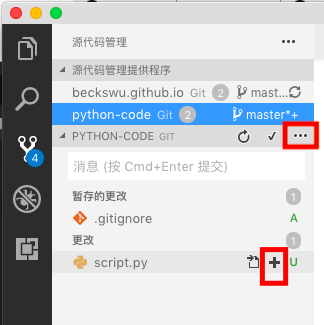 源代码管理
源代码管理提供程序
beckswu.github.io Git 2 mast...
python-code Git 2 master*+
PYTHON-CODE GIT
消息 (按 Cmd+Enter 提交)
暂存的更改 1
.gitignore A
更改 1
script.py U
4